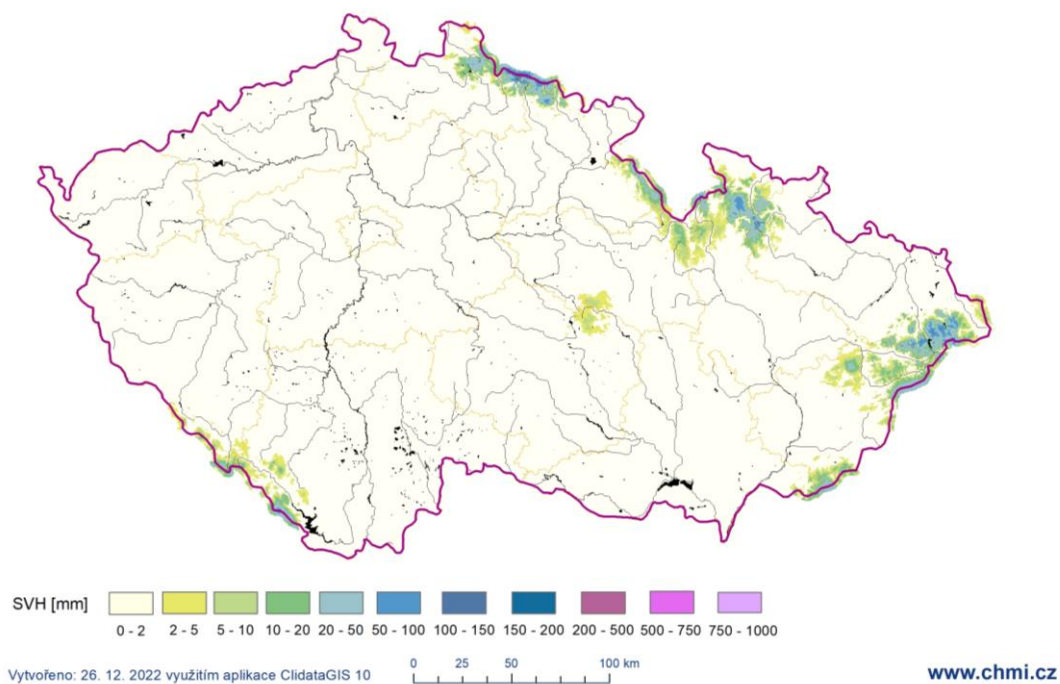 SVH [mm]
0 - 2 2 - 5 5 - 10 10 - 20 20 - 50 50 - 100 100 - 150 150 - 200 200 - 500 500 - 750 750 - 1000
Vytvořeno: 26. 12. 2022 využitím aplikace ClidataGIS 10
0 25 50 100 km
www.chmi.cz